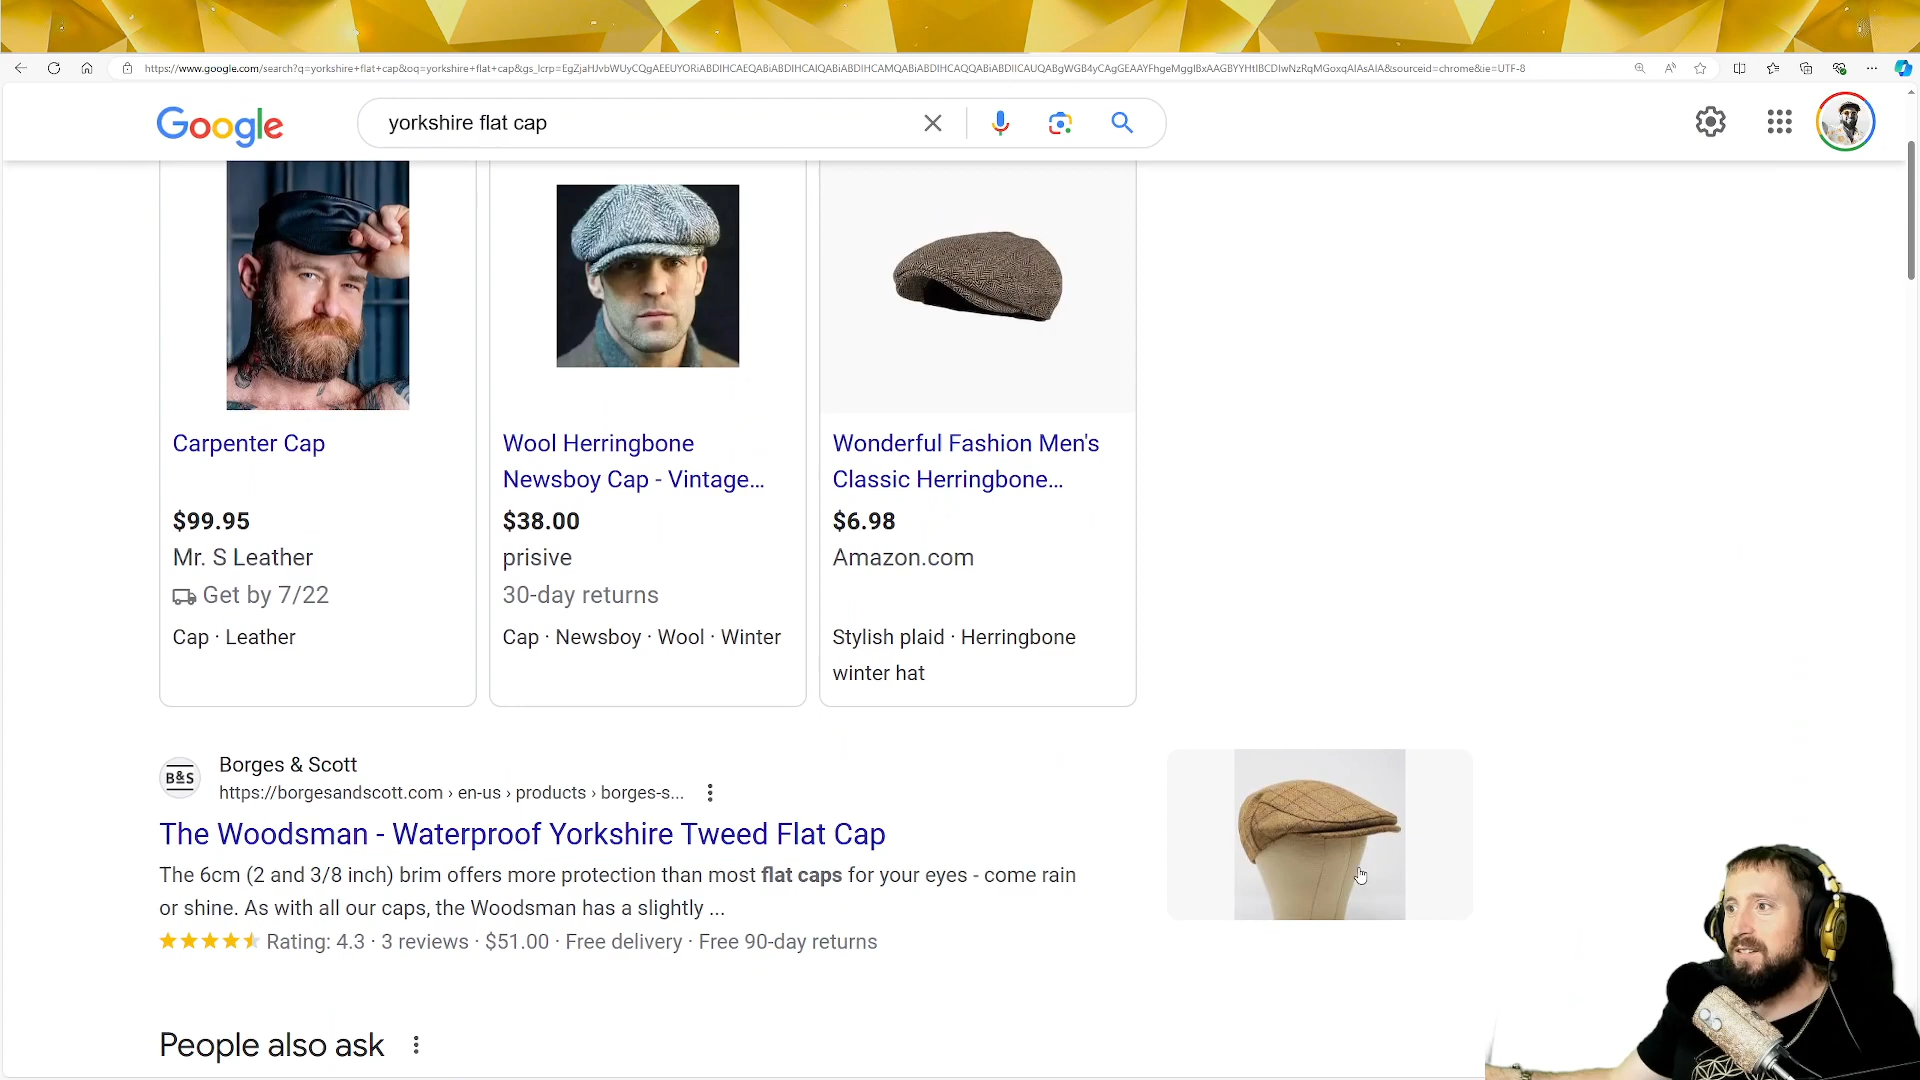 https://www.google.com/search?q=yorkshire+flat+cap&oq=yorkshire+flat+cap&gs_lcrp=
Google
yorkshire flat cap
Carpenter Cap
$99.95
Mr. S Leather
Get by 7/22
Cap · Leather
Wool Herringbone
Newsboy Cap - Vintage...
$38.00
prisive
30-day returns
Cap · Newsboy · Wool · Winter
Wonderful Fashion Men's
Classic Herringbone...
$6.98
Amazon.com
Stylish plaid · Herringbone
winter hat
B&S
Borges & Scott
https://borgesandscott.com › en-us › products › borges-s...
The Woodsman - Waterproof Yorkshire Tweed Flat Cap
The 6cm (2 and 3/8 inch) brim offers more protection than most flat caps for your eyes - come rain
or shine. As with all our caps, the Woodsman has a slightly ...
Rating: 4.3 · 3 reviews · $51.00 · Free delivery · Free 90-day returns
People also ask